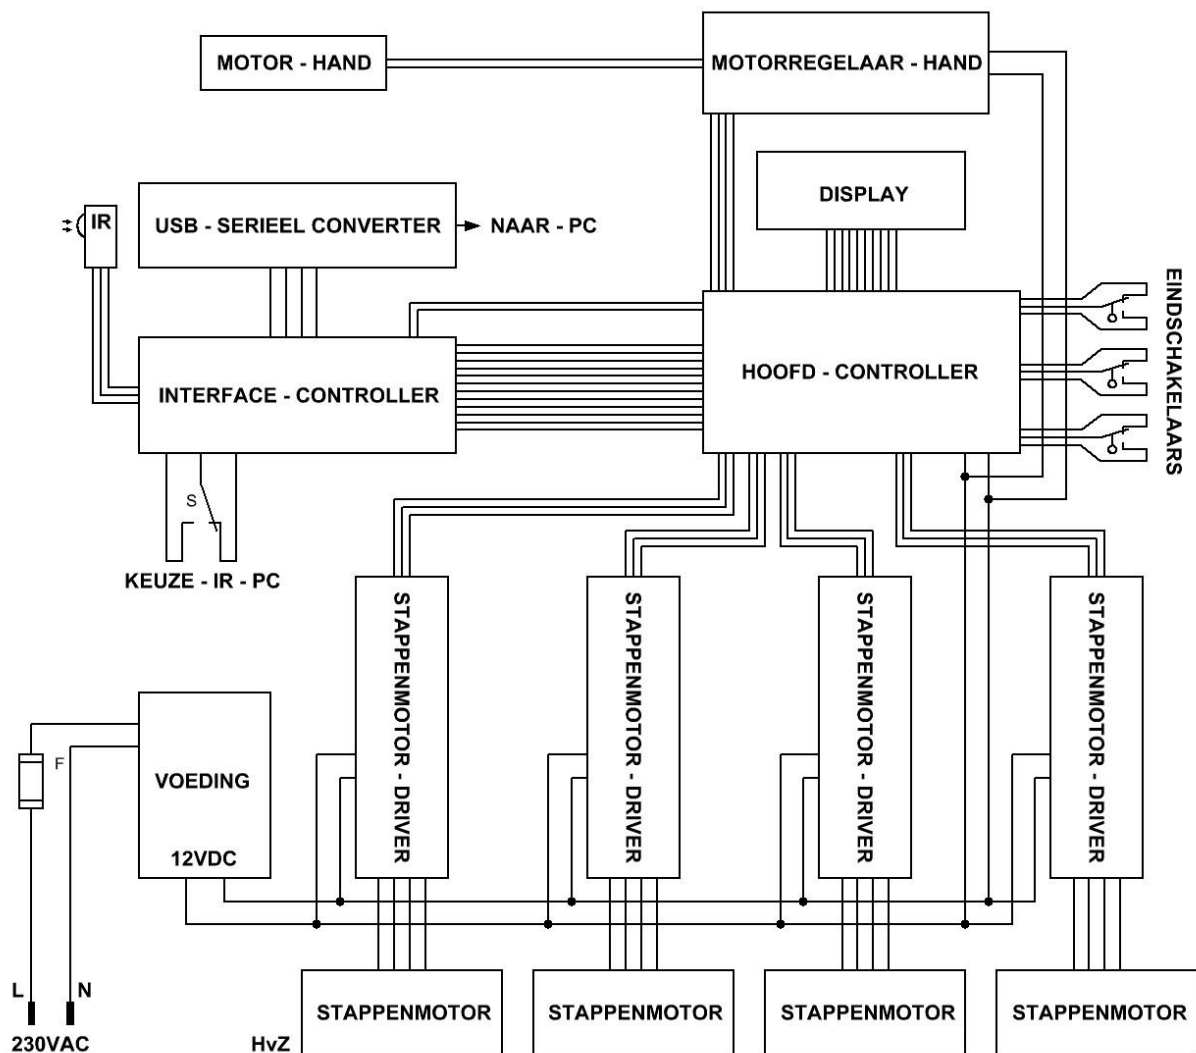 MOTOR - HAND
MOTORREGELAAR - HAND
DISPLAY
IR
USB - SERIEEL CONVERTER
NAAR - PC
EINDSCHAKELAARS
INTERFACE - CONTROLLER
HOOFD - CONTROLLER
S
KEUZE - IR - PC
STAPPENMOTOR - DRIVER
STAPPENMOTOR - DRIVER
STAPPENMOTOR - DRIVER
STAPPENMOTOR - DRIVER
F
VOEDING
12VDC
L
N
230VAC
HvZ
STAPPENMOTOR
STAPPENMOTOR
STAPPENMOTOR
STAPPENMOTOR